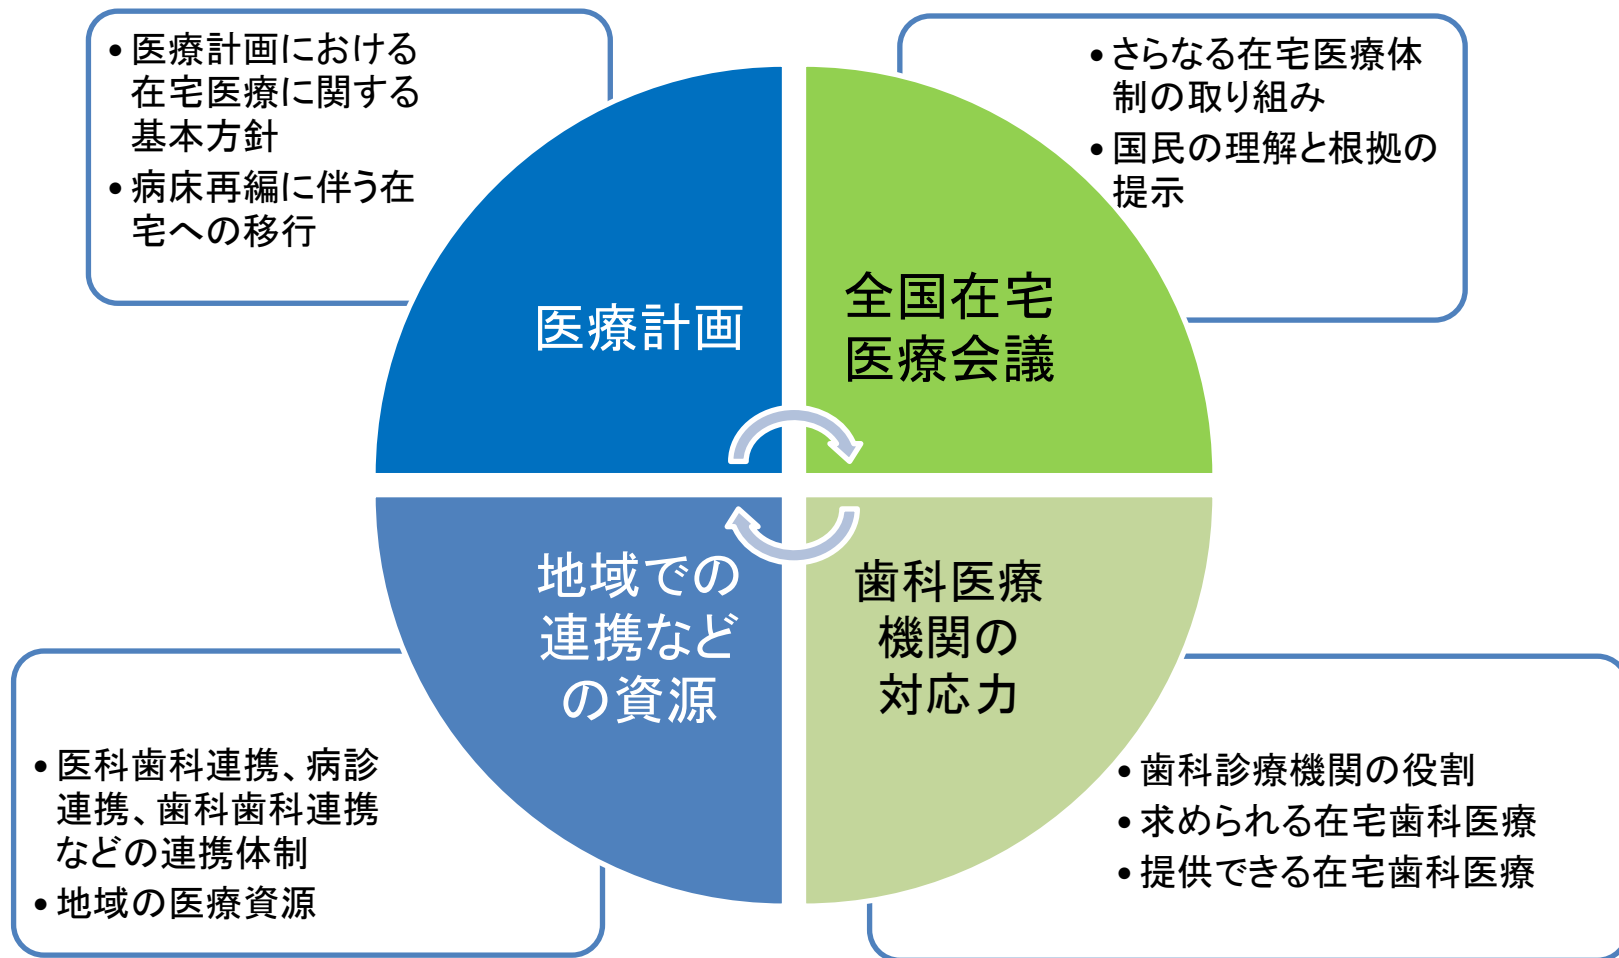 • 医療計画における
在宅医療に関する
基本方針
• 病床再編に伴う在
宅への移行
• さらなる在宅医療体
制の取り組み
• 国民の理解と根拠の
提示
医療計画
全国在宅
医療会議
地域での
連携など
の資源
歯科医療
機関の
対応力
• 医科歯科連携、病診
連携、歯科歯科連携
などの連携体制
• 地域の医療資源
• 歯科診療機関の役割
• 求められる在宅歯科医療
• 提供できる在宅歯科医療